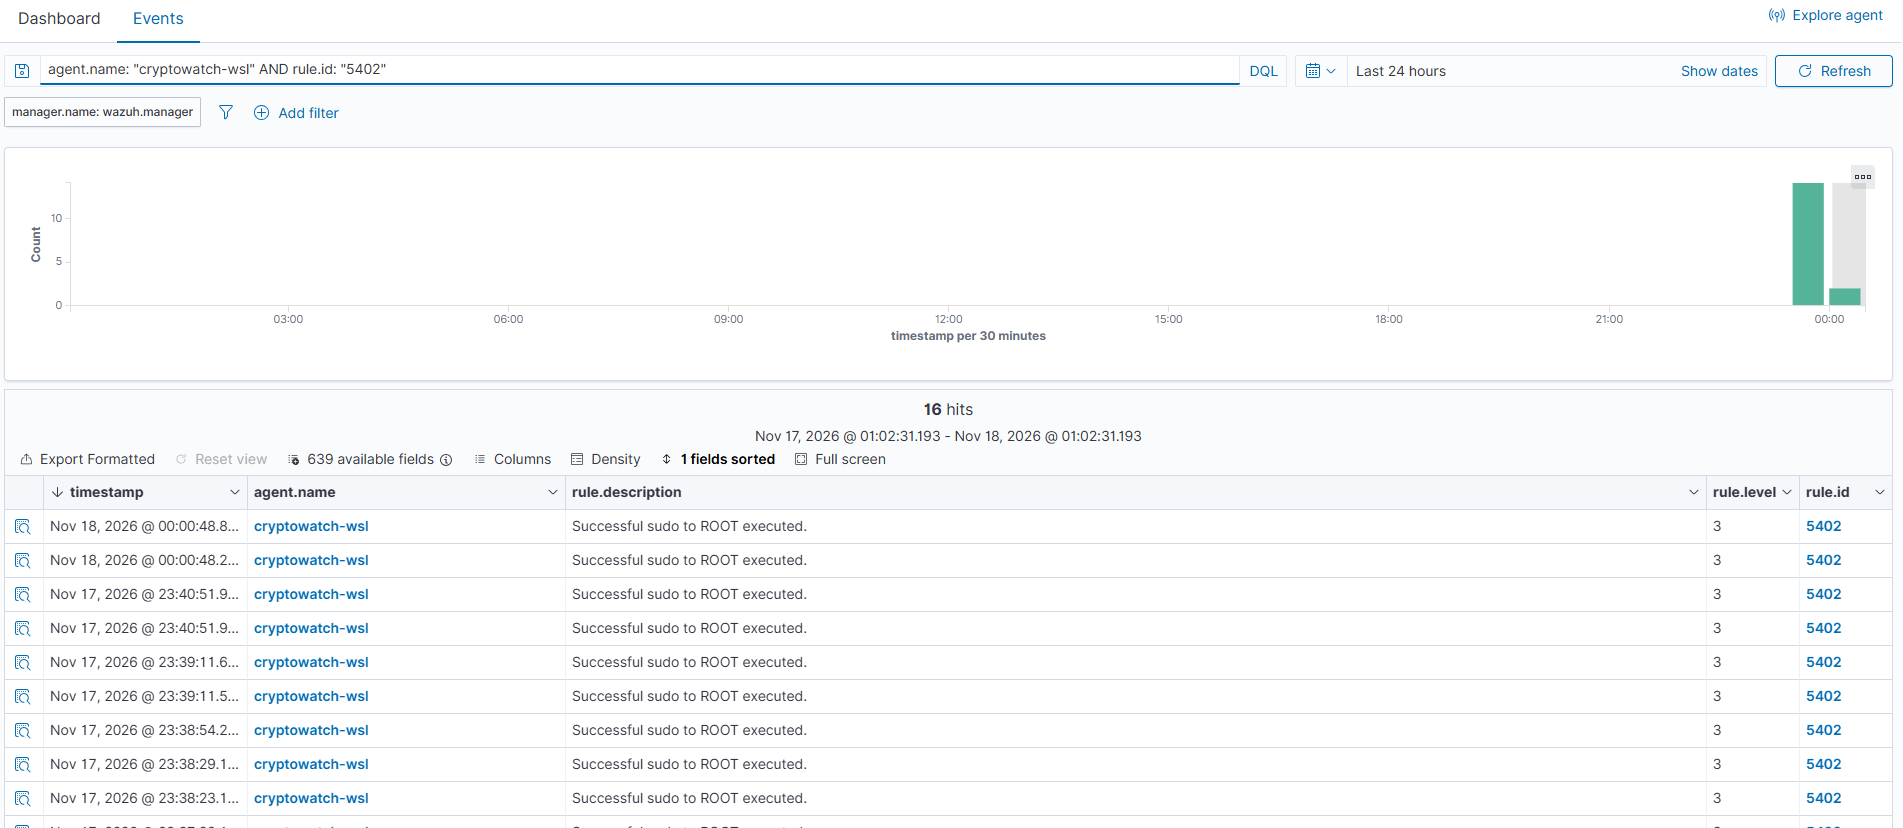 Dashboard Events Explore agent
agent.name: "cryptowatch-wsl" AND rule.id: "5402" DQL Last 24 hours Show dates Refresh
manager.name: wazuh.manager Add filter
10
5
0
Count
03:00 06:00 09:00 12:00 15:00 18:00 21:00 00:00
timestamp per 30 minutes
16 hits
Nov 17, 2026 @ 01:02:31.193 - Nov 18, 2026 @ 01:02:31.193
Export Formatted Reset view 639 available fields Columns Density 1 fields sorted Full screen
timestamp agent.name rule.description rule.level rule.id
Nov 18, 2026 @ 00:00:48.8... cryptowatch-wsl Successful sudo to ROOT executed. 3 5402
Nov 18, 2026 @ 00:00:48.2... cryptowatch-wsl Successful sudo to ROOT executed. 3 5402
Nov 17, 2026 @ 23:40:51.9... cryptowatch-wsl Successful sudo to ROOT executed. 3 5402
Nov 17, 2026 @ 23:40:51.9... cryptowatch-wsl Successful sudo to ROOT executed. 3 5402
Nov 17, 2026 @ 23:39:11.6... cryptowatch-wsl Successful sudo to ROOT executed. 3 5402
Nov 17, 2026 @ 23:39:11.5... cryptowatch-wsl Successful sudo to ROOT executed. 3 5402
Nov 17, 2026 @ 23:38:54.2... cryptowatch-wsl Successful sudo to ROOT executed. 3 5402
Nov 17, 2026 @ 23:38:29.1... cryptowatch-wsl Successful sudo to ROOT executed. 3 5402
Nov 17, 2026 @ 23:38:23.1... cryptowatch-wsl Successful sudo to ROOT executed. 3 5402